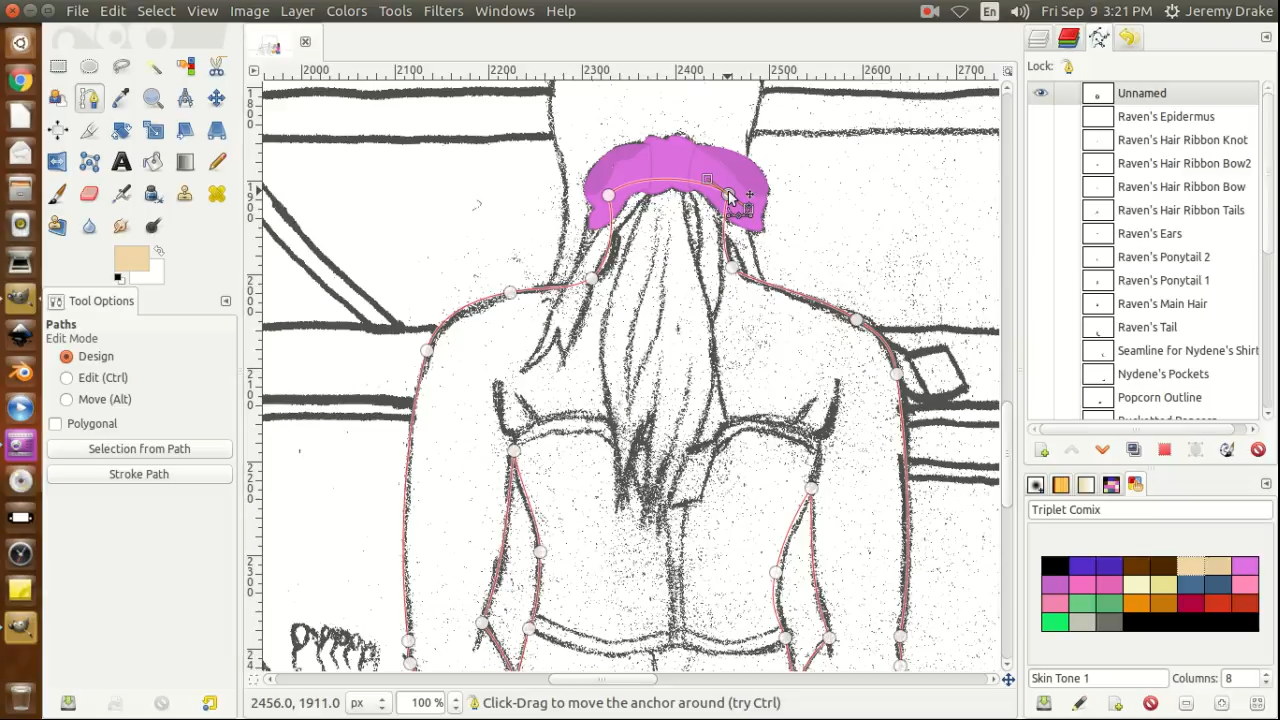 File Edit Select View Image Layer Colors Tools Filters Windows Help
En Fri Sep 9 3:21 PM Jeremy Drake
2000 2100 2200 2300 2400 2500 2600 2700
Lock:
Unnamed
Raven's Epidermus
Raven's Hair Ribbon Knot
Raven's Hair Ribbon Bow2
Raven's Hair Ribbon Bow
Raven's Hair Ribbon Tails
Raven's Ears
Raven's Ponytail 2
Raven's Ponytail 1
Raven's Main Hair
Raven's Tail
Seamline for Nydene's Shirt
Nydene's Pockets
Popcorn Outline
Tool Options
Paths
Edit Mode
Design
Edit (Ctrl)
Move (Alt)
Polygonal
Selection from Path
Stroke Path
Triplet Comix
Skin Tone 1 Columns: 8
2456.0, 1911.0 px 100 % Click-Drag to move the anchor around (try Ctrl)